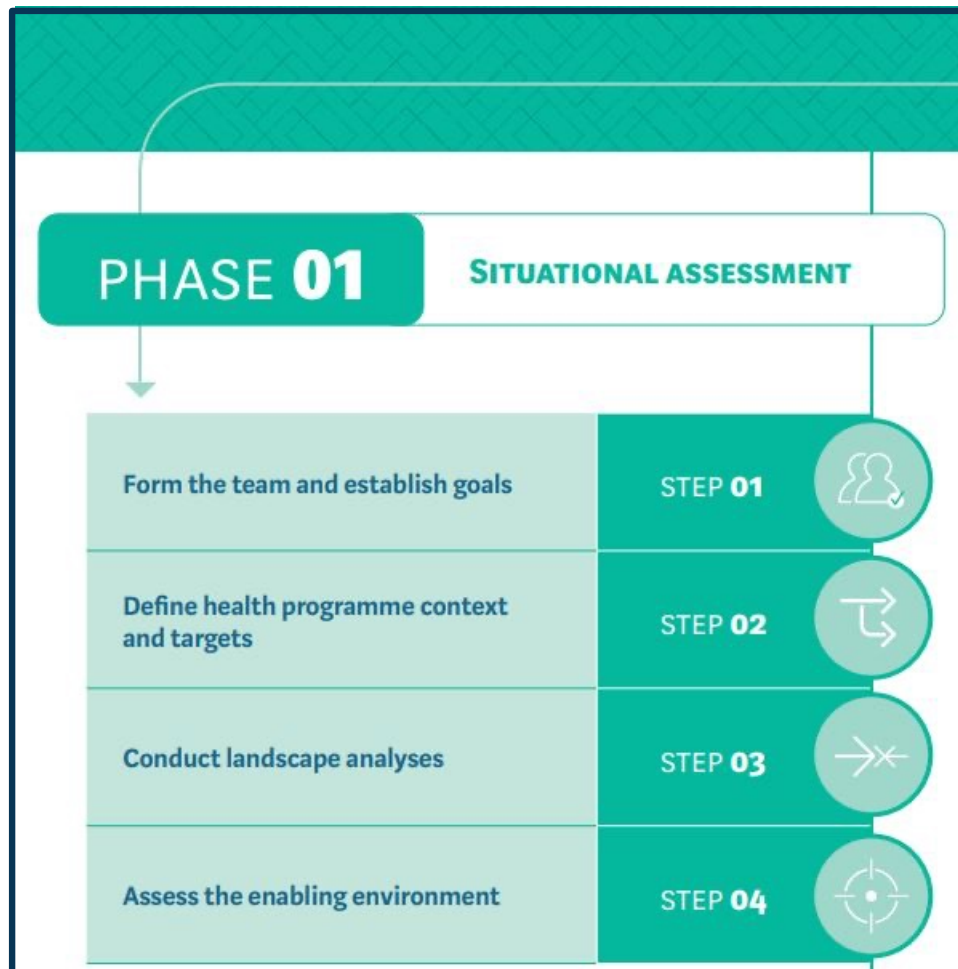 PHASE 01
SITUATIONAL ASSESSMENT
Form the team and establish goals
STEP 01
Define health programme context
and targets
STEP 02
Conduct landscape analyses
STEP 03
Assess the enabling environment
STEP 04